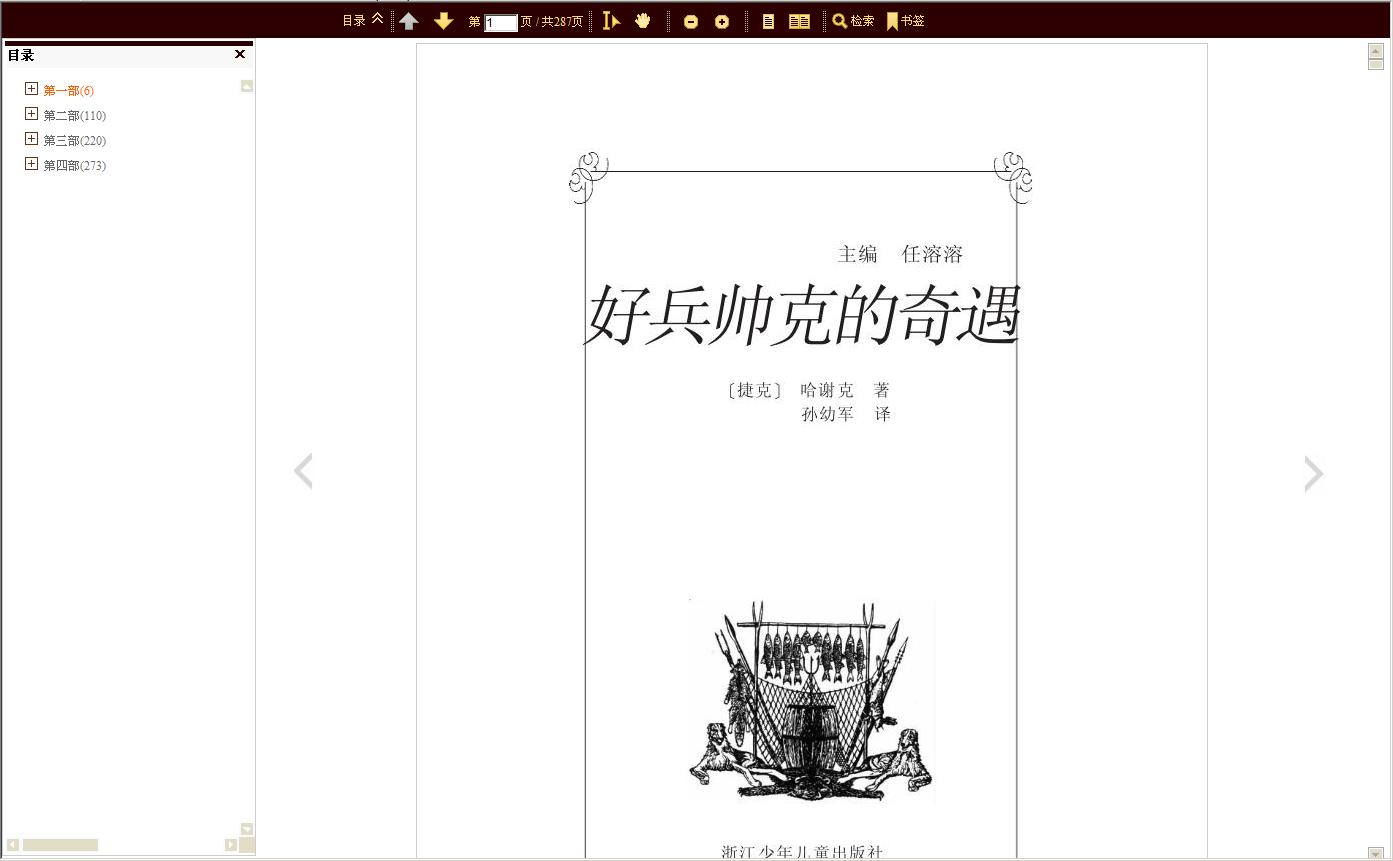 目录 第 1 页 / 共287页 检索 书签
目录
第一部(6)
第二部(110)
第三部(220)
第四部(273)
主编 任溶溶
好兵帅克的奇遇
〔捷克〕 哈谢克 著
孙幼军 译
浙江少年儿童出版社